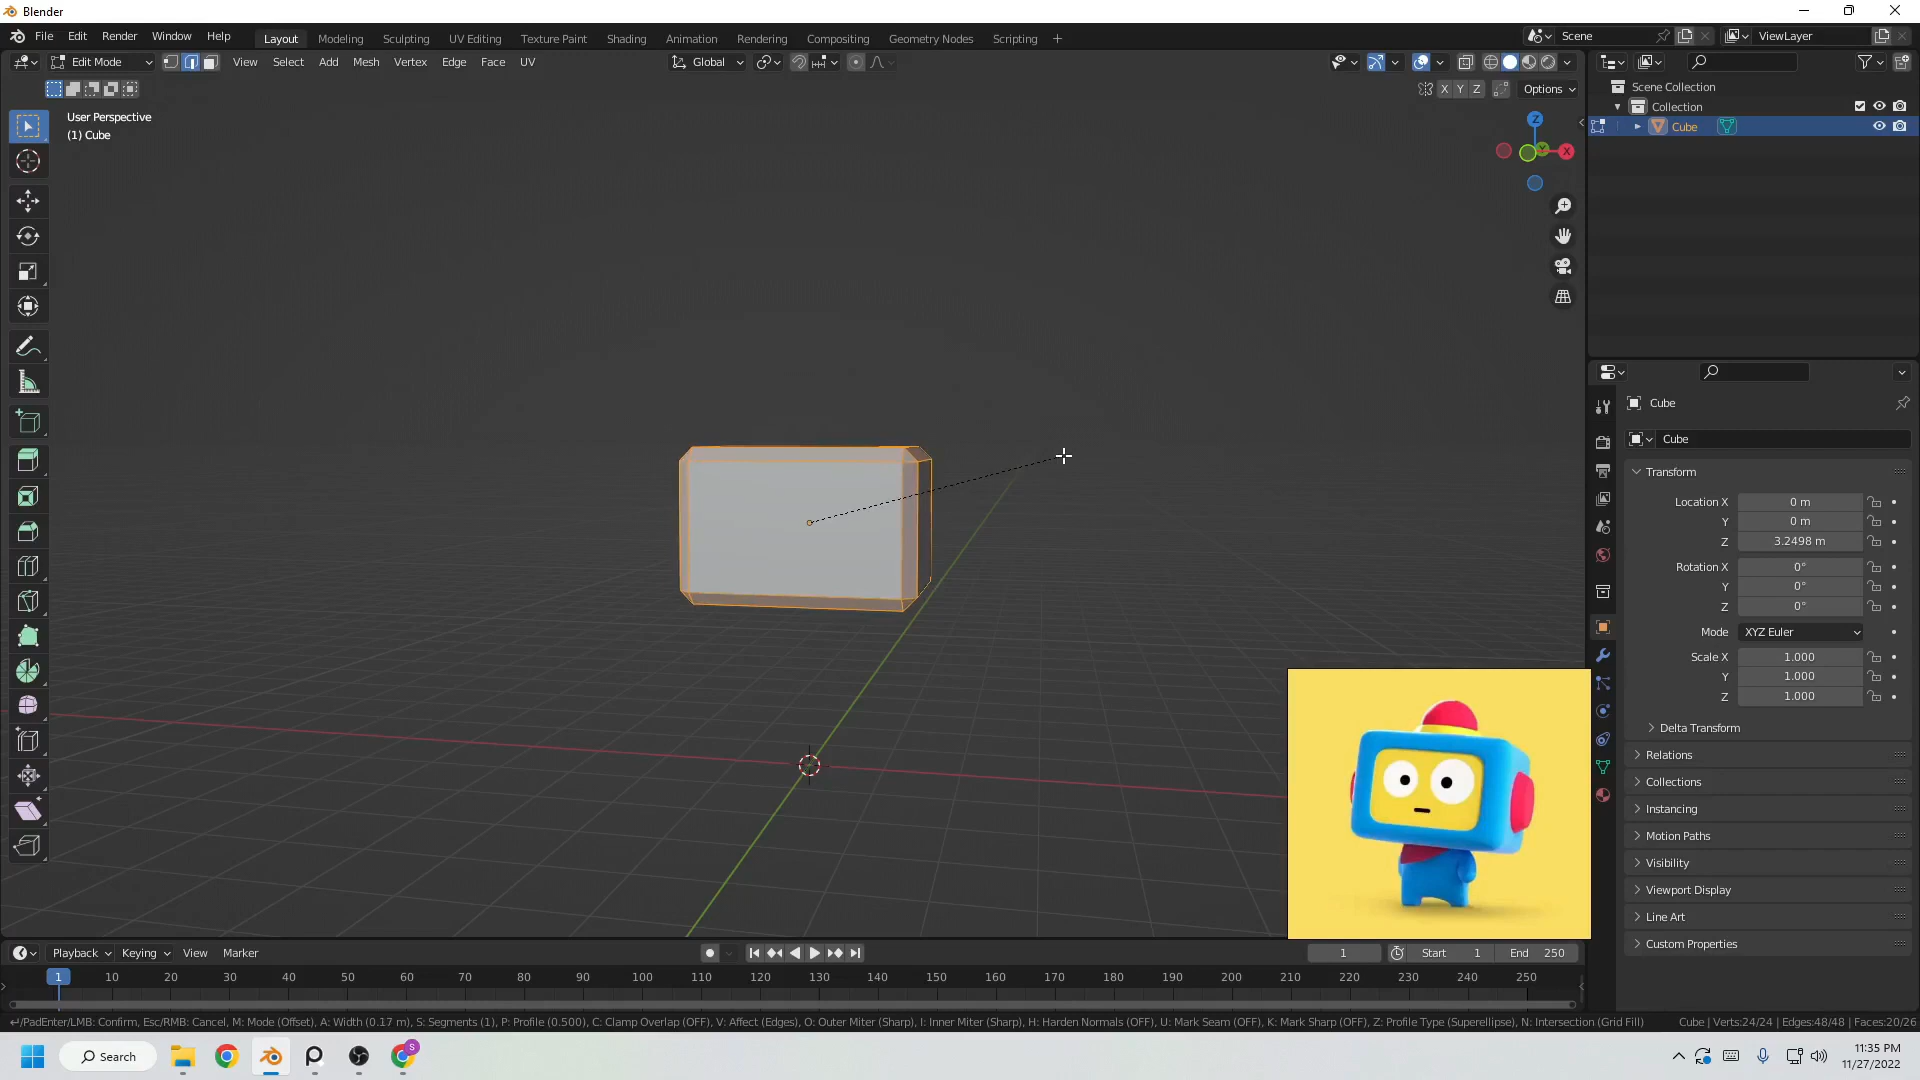 Blender
File Edit Render Window Help
Layout Modeling Sculpting UV Editing Texture Paint Shading Animation Rendering Compositing Geometry Nodes Scripting +
Scene
ViewLayer
Edit Mode
View Select Add Mesh Vertex Edge Face UV
Global
X Y Z
Options
User Perspective
(1) Cube
Z
X
Y
Scene Collection
Collection
Cube
Cube
Cube
Transform
Location X 0 m
Y 0 m
Z 3.2498 m
Rotation X 0°
Y 0°
Z 0°
Mode XYZ Euler
Scale X 1.000
Y 1.000
Z 1.000
Delta Transform
Relations
Collections
Instancing
Motion Paths
Visibility
Viewport Display
Line Art
Custom Properties
Playback Keying View Marker
1
Start 1
End 250
1 10 20 30 40 50 60 70 80 90 100 110 120 130 140 150 160 170 180 190 200 210 220 230 240 250
/PadEnter/LMB: Confirm, Esc/RMB: Cancel, M: Mode (Offset), A: Width (0.17 m), S: Segments (1), P: Profile (0.500), C: Clamp Overlap (OFF), V: Affect (Edges), O: Outer Miter (Sharp), I: Inner Miter (Sharp), H: Harden Normals (OFF), U: Mark Seam (OFF), K: Mark Sharp (OFF), Z: Profile Type (Superellipse), N: Intersection (Grid Fill)
Cube | Verts:24/24 | Edges:48/48 | Faces:20/26
Search
S
11:35 PM
11/27/2022